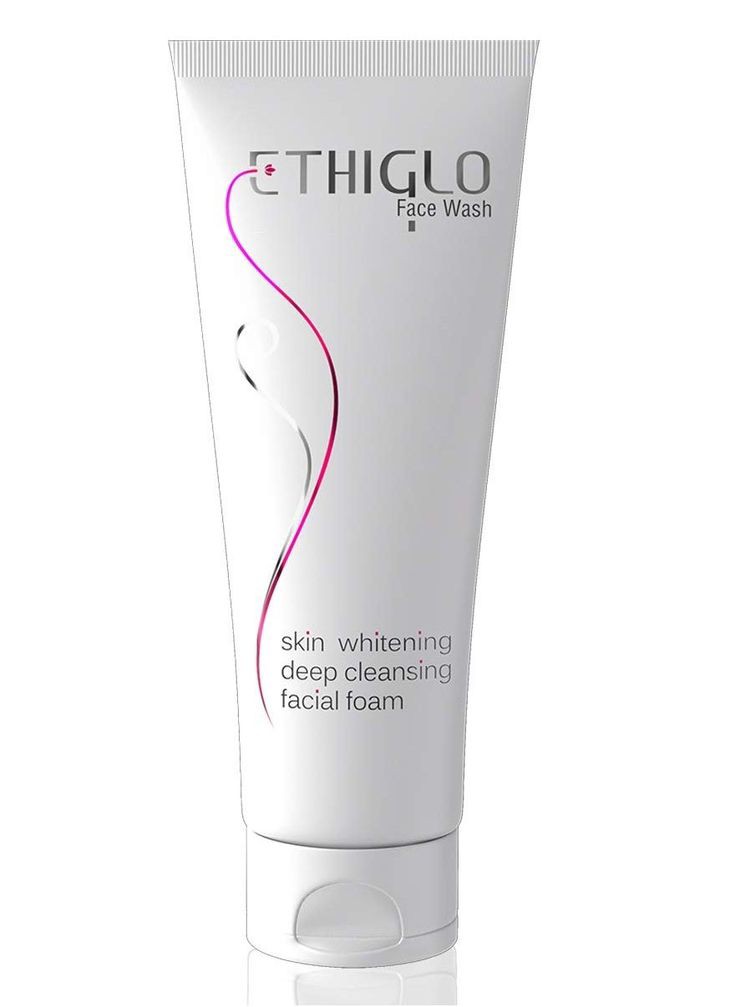 ETHIGLO
Face Wash
skin whitening
deep cleansing
facial foam